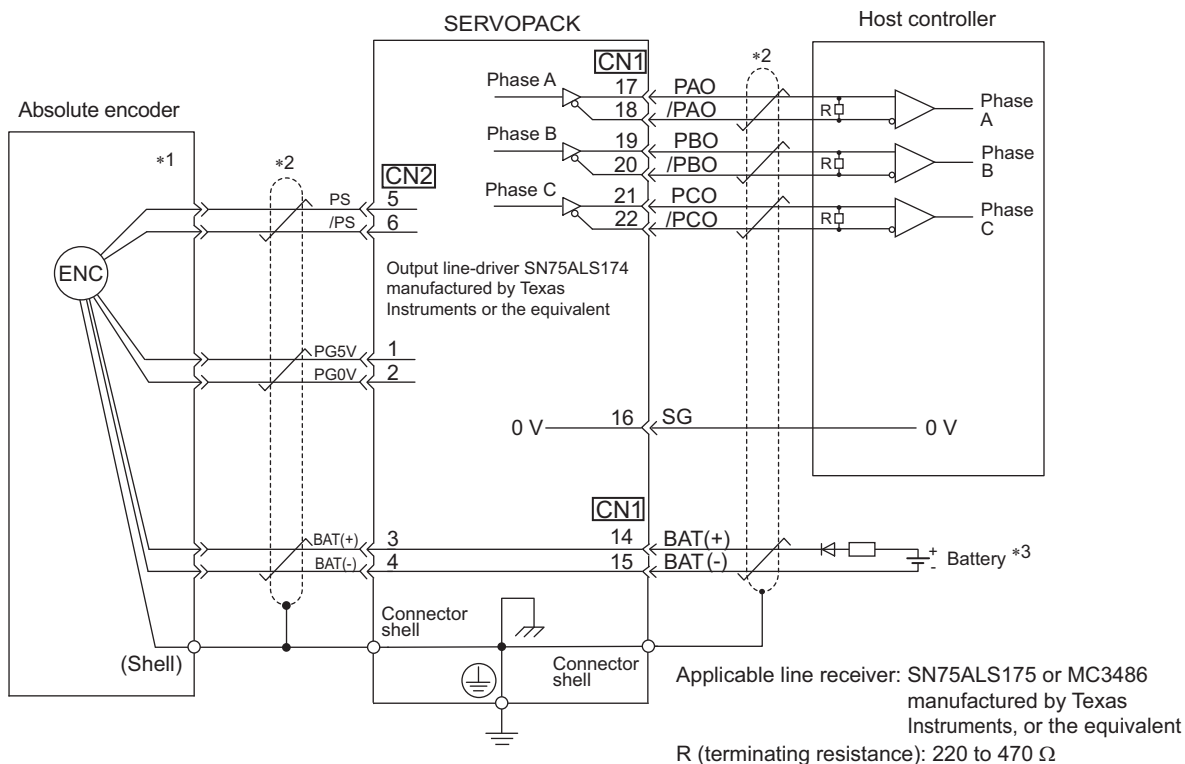 SERVOPACK
Host controller
Absolute encoder
*1
*2
CN2
PS 5
/PS 6
ENC
PG5V 1
PG0V 2
BAT(+) 3
BAT(-) 4
(Shell)
Connector
shell
Output line-driver SN75ALS174
manufactured by Texas
Instruments or the equivalent
CN1
*2
Phase A 17 PAO R Phase
A
18 /PAO
Phase B 19 PBO R Phase
B
20 /PBO
Phase C 21 PCO R Phase
C
22 /PCO
0 V 16 SG 0 V
CN1
14 BAT(+)
15 BAT(-)
+
-
Battery *3
Connector
shell
Applicable line receiver: SN75ALS175 or MC3486
manufactured by Texas
Instruments, or the equivalent
R (terminating resistance): 220 to 470 Ω